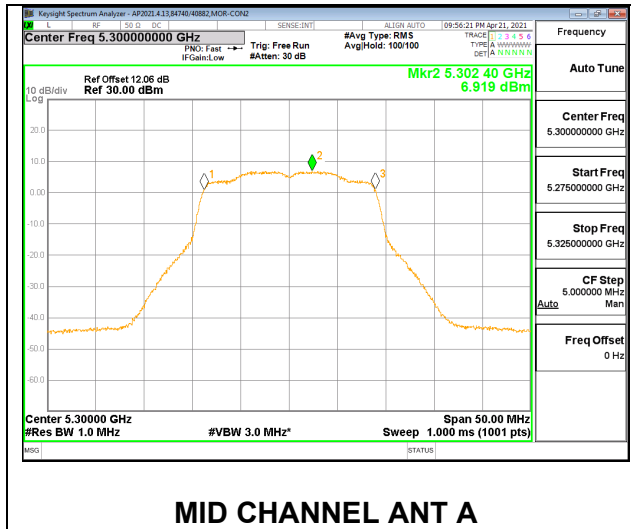 Keysight Spectrum Analyzer - AP2021.4.13,84740/40882,MOR-CON2
L RF 50 Ω DC SENSE:INT ALIGN AUTO 09:56:21 PM Apr 21, 2021
Center Freq 5.300000000 GHz
#Avg Type: RMS
TRACE 1 2 3 4 5 6
PNO: Fast Trig: Free Run Avg|Hold: 100/100
TYPE A WWWWW
IFGain:Low #Atten: 30 dB
DET A N N N N N
Frequency
Mkr2 5.302 40 GHz
6.919 dBm
Ref Offset 12.06 dB
10 dB/div Ref 30.00 dBm
Log
20.0
10.0
0.00
-10.0
-20.0
-30.0
-40.0
-50.0
-60.0
1
2
3
Center 5.30000 GHz
Span 50.00 MHz
#Res BW 1.0 MHz
#VBW 3.0 MHz*
Sweep 1.000 ms (1001 pts)
MSG
STATUS
Auto Tune
Center Freq
5.300000000 GHz
Start Freq
5.275000000 GHz
Stop Freq
5.325000000 GHz
CF Step
5.000000 MHz
Auto Man
Freq Offset
0 Hz
MID CHANNEL ANT A